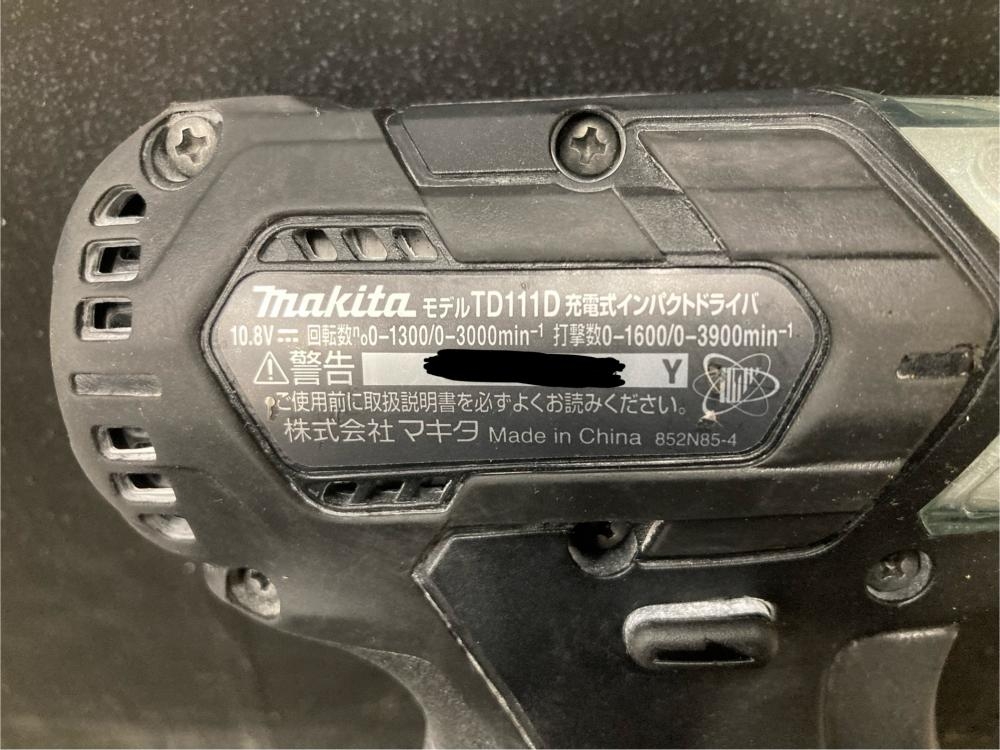 makita モデルTD111D 充電式インパクトドライバ
10.8V⎓ 回転数n₀0-1300/0-3000min⁻¹ 打撃数0-1600/0-3900min⁻¹
⚠警告 Y
ご使用前に取扱説明書を必ずよくお読みください。
株式会社マキタ Made in China 852N85-4